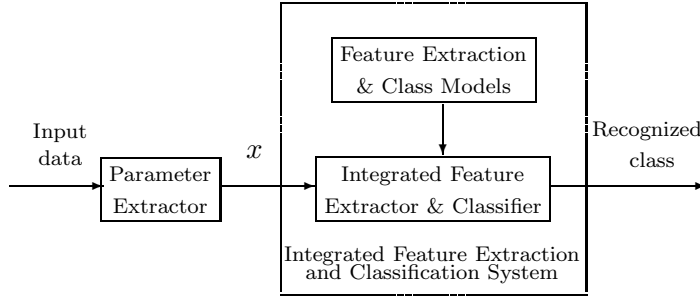 Feature Extraction
& Class Models
Input
data
x
Recognized
class
Parameter
Extractor
Integrated Feature
Extractor & Classifier
Integrated Feature Extraction
and Classification System